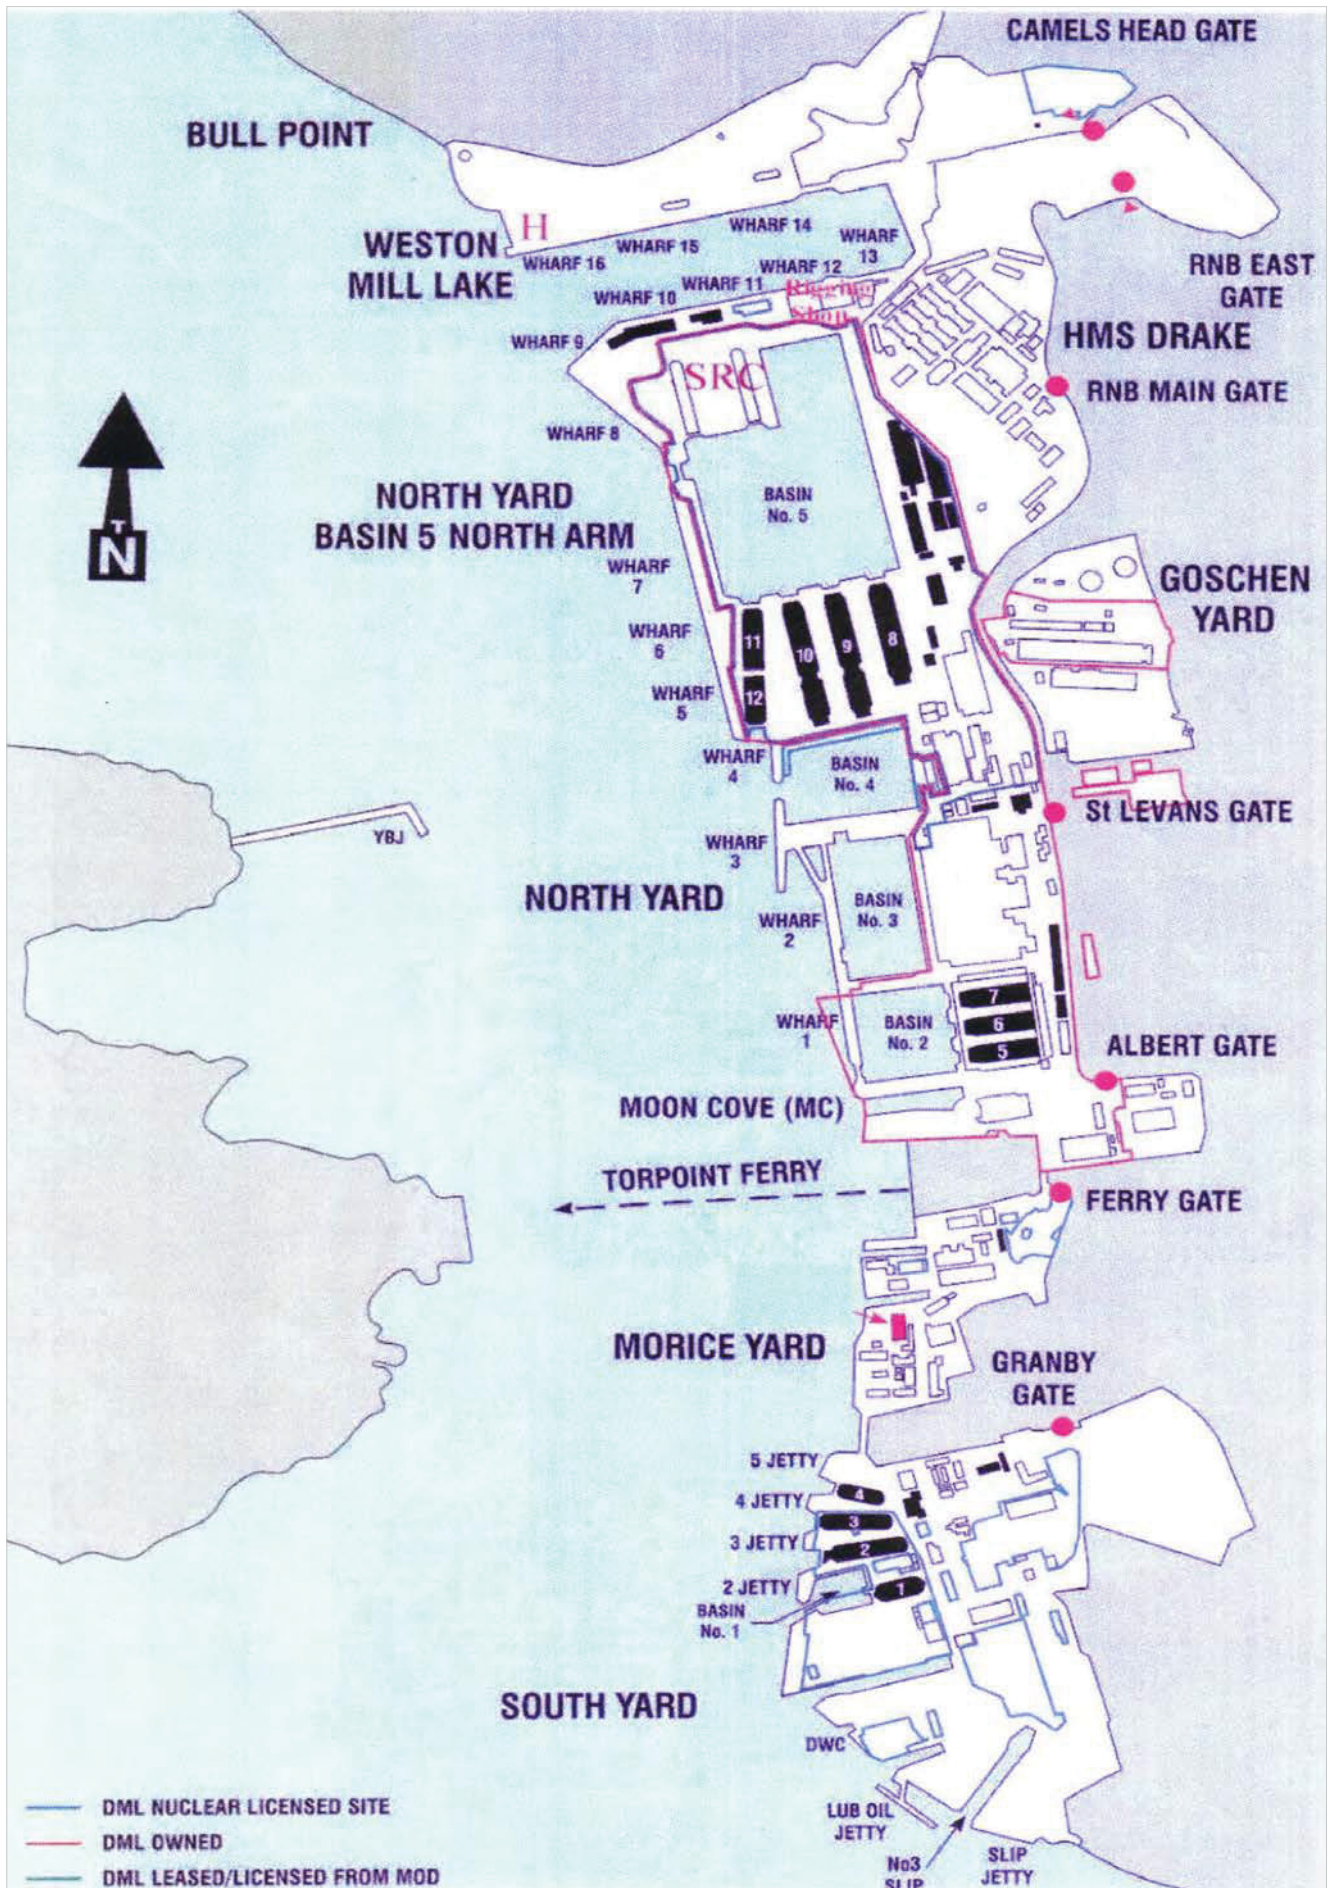 CAMELS HEAD GATE
BULL POINT
H
WESTON
MILL LAKE
WHARF 16
WHARF 15
WHARF 14
WHARF
13
WHARF 12
WHARF 11
WHARF 10
Rigging
Shop
WHARF 9
RNB EAST
GATE
HMS DRAKE
SRC
RNB MAIN GATE
WHARF 8
NORTH YARD
BASIN 5 NORTH ARM
BASIN
No. 5
T
N
WHARF
7
GOSCHEN
YARD
WHARF
6
11
10
9
8
WHARF
5
12
WHARF
4
BASIN
No. 4
St LEVANS GATE
YBJ
WHARF
3
NORTH YARD
BASIN
No. 3
WHARF
2
7
6
5
WHARF
1
BASIN
No. 2
ALBERT GATE
MOON COVE (MC)
TORPOINT FERRY
FERRY GATE
MORICE YARD
GRANBY
GATE
5 JETTY
4 JETTY
4
3
3 JETTY
2
2 JETTY
1
BASIN
No. 1
SOUTH YARD
DWC
LUB OIL
JETTY
No3
SLIP
SLIP
JETTY
DML NUCLEAR LICENSED SITE
DML OWNED
DML LEASED/LICENSED FROM MOD